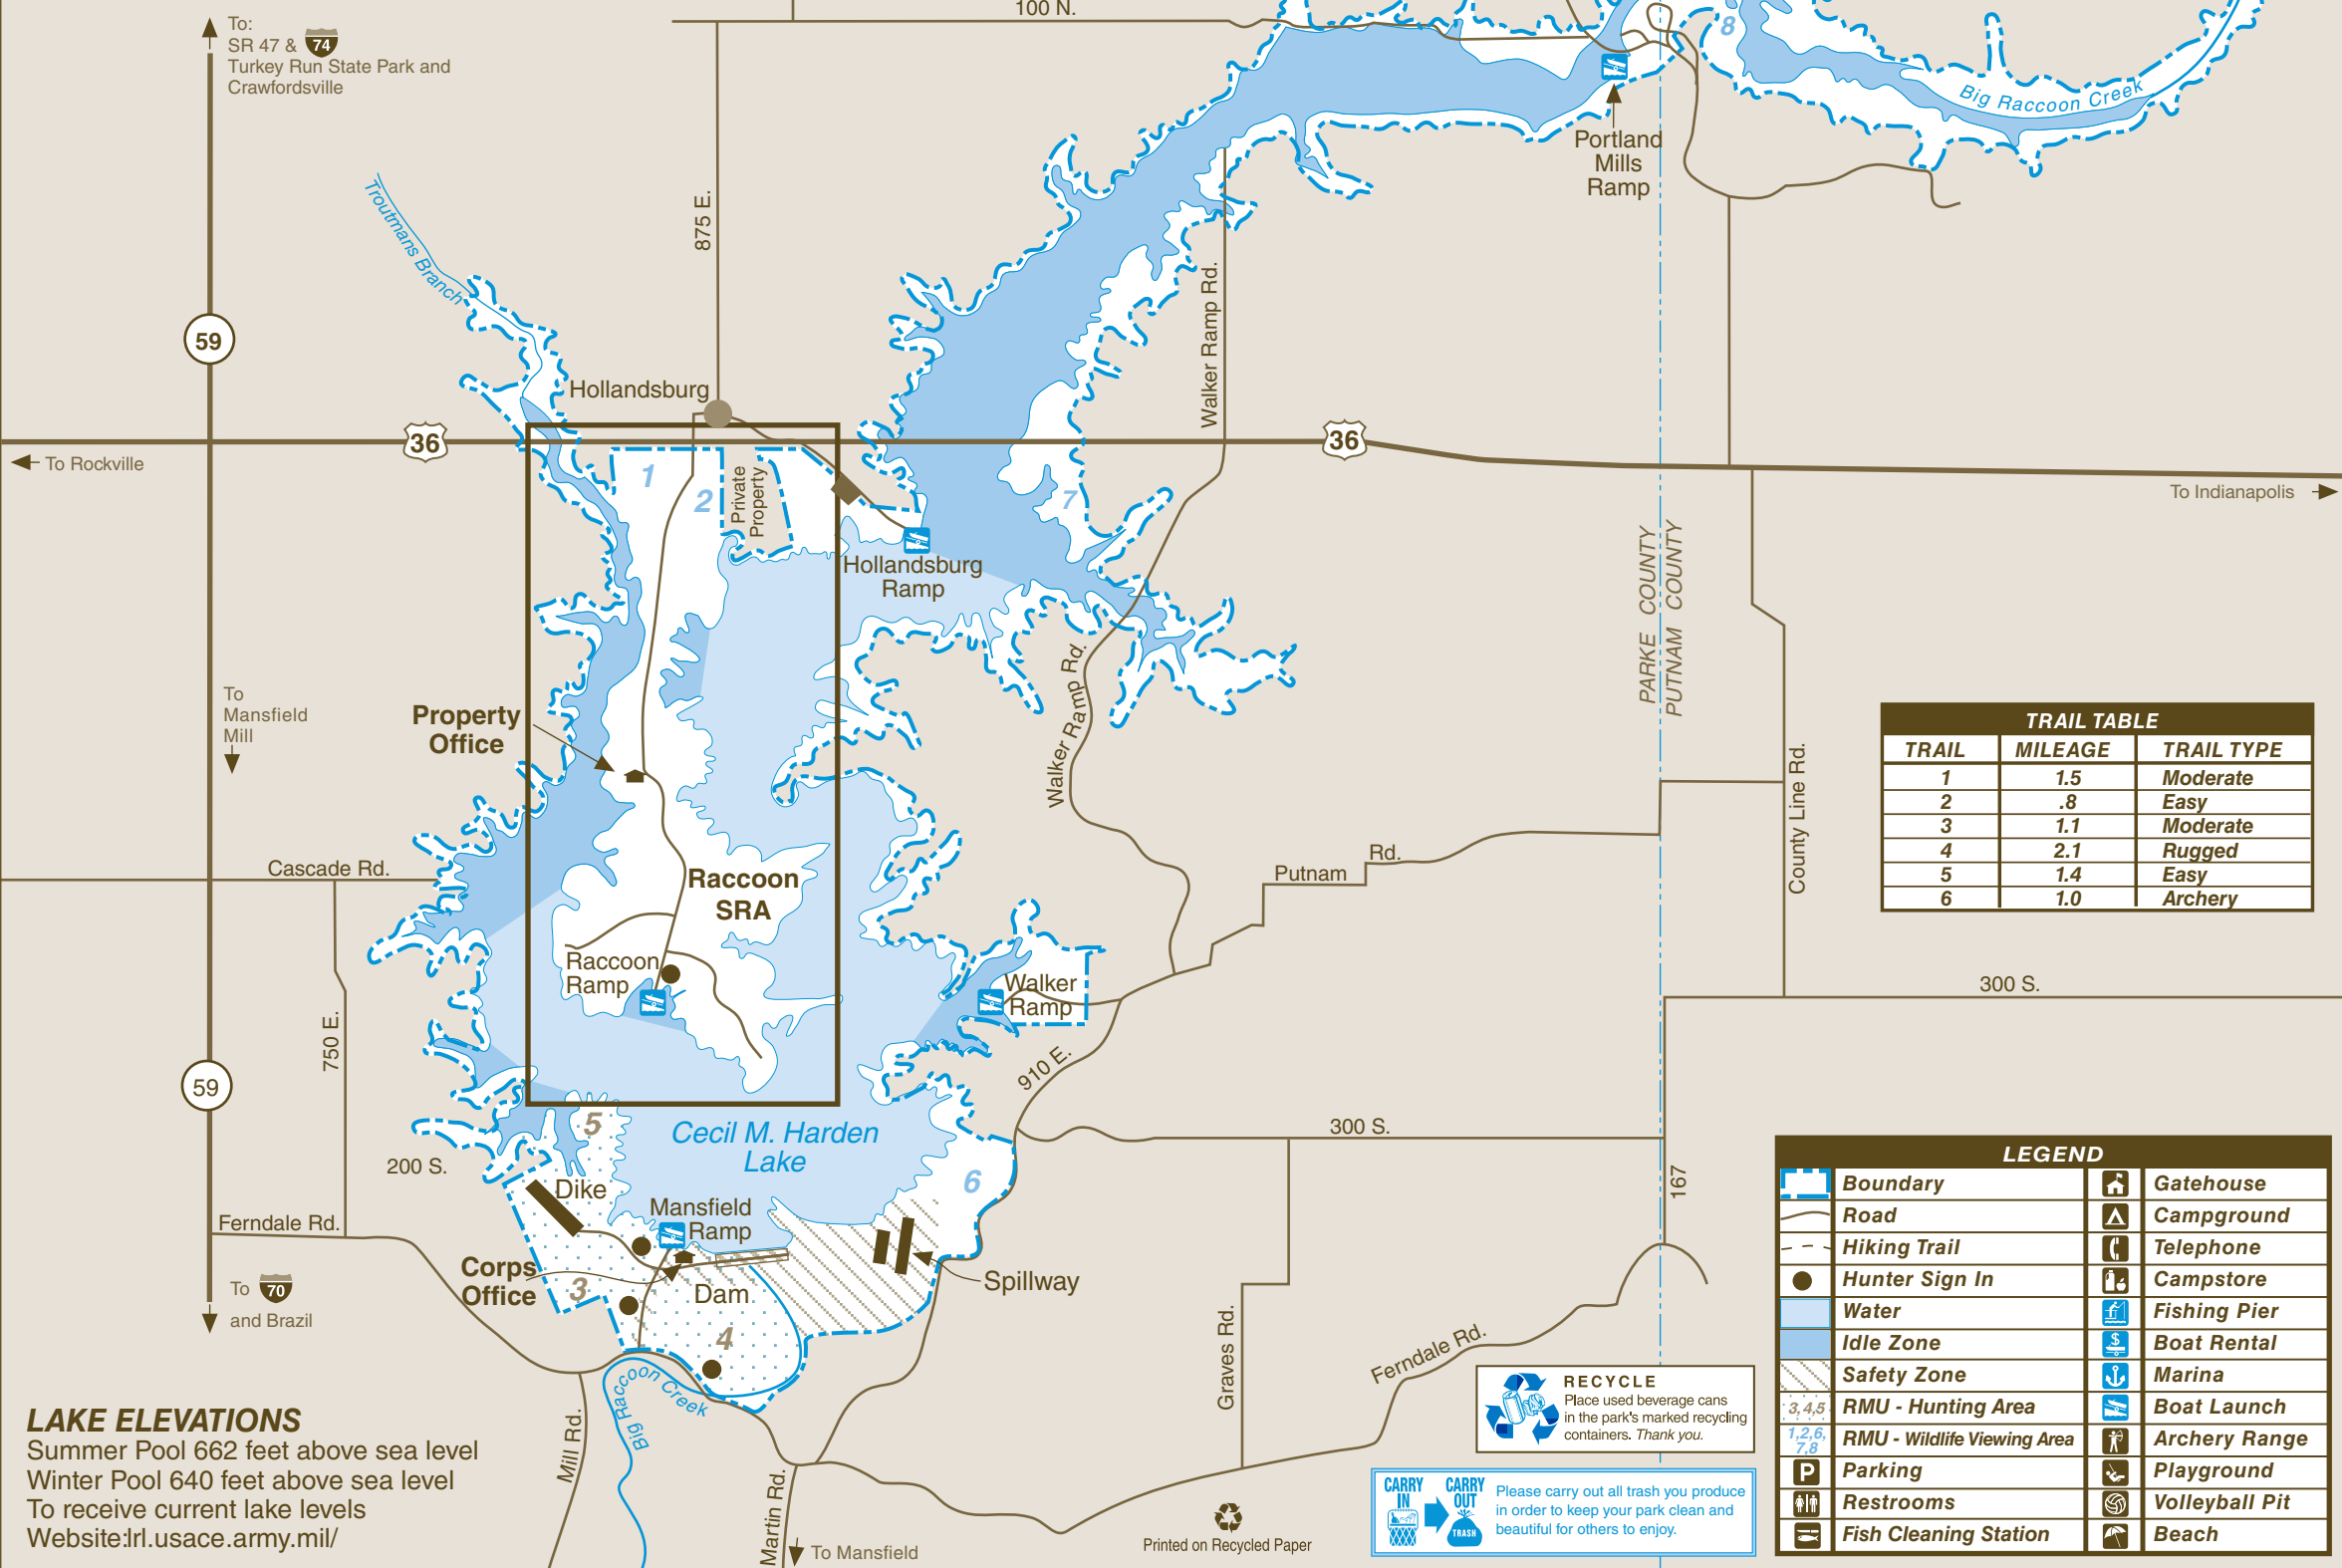 To:
SR 47 & 74
Turkey Run State Park and
Crawfordsville
100 N.
8
Big Raccoon Creek
Portland
Mills
Ramp
Troutmans Branch
875 E.
Walker Ramp Rd.
59
Hollandsburg
36
36
To Rockville
To Indianapolis
1
2
Private
Property
7
Hollandsburg
Ramp
PARKE COUNTY
PUTNAM COUNTY
To
Mansfield
Mill
Property
Office
Walker Ramp Rd.
County Line Rd.
TRAIL TABLE
TRAIL MILEAGE TRAIL TYPE
1 1.5 Moderate
2 .8 Easy
3 1.1 Moderate
4 2.1 Rugged
5 1.4 Easy
6 1.0 Archery
Cascade Rd.
Putnam Rd.
Raccoon
SRA
Raccoon
Ramp
Walker
Ramp
300 S.
750 E.
910 E.
59
5
Cecil M. Harden
Lake
300 S.
200 S.
6
167
Dike
Mansfield
Ramp
Ferndale Rd.
Corps
Office
3
Dam
Spillway
To 70
and Brazil
4
Graves Rd.
Ferndale Rd.
Big Raccoon Creek
Mill Rd.
Martin Rd.
To Mansfield
LAKE ELEVATIONS
Summer Pool 662 feet above sea level
Winter Pool 640 feet above sea level
To receive current lake levels
Website:lrl.usace.army.mil/
Printed on Recycled Paper
RECYCLE
Place used beverage cans
in the park's marked recycling
containers. Thank you.
CARRY
IN
CARRY
OUT
TRASH
Please carry out all trash you produce
in order to keep your park clean and
beautiful for others to enjoy.
LEGEND
Boundary Gatehouse
Road Campground
Hiking Trail Telephone
Hunter Sign In Campstore
Water Fishing Pier
Idle Zone $ Boat Rental
Safety Zone Marina
3,4,5 RMU - Hunting Area Boat Launch
1,2,6,
7,8
RMU - Wildlife Viewing Area Archery Range
P Parking Playground
Restrooms Volleyball Pit
Fish Cleaning Station Beach